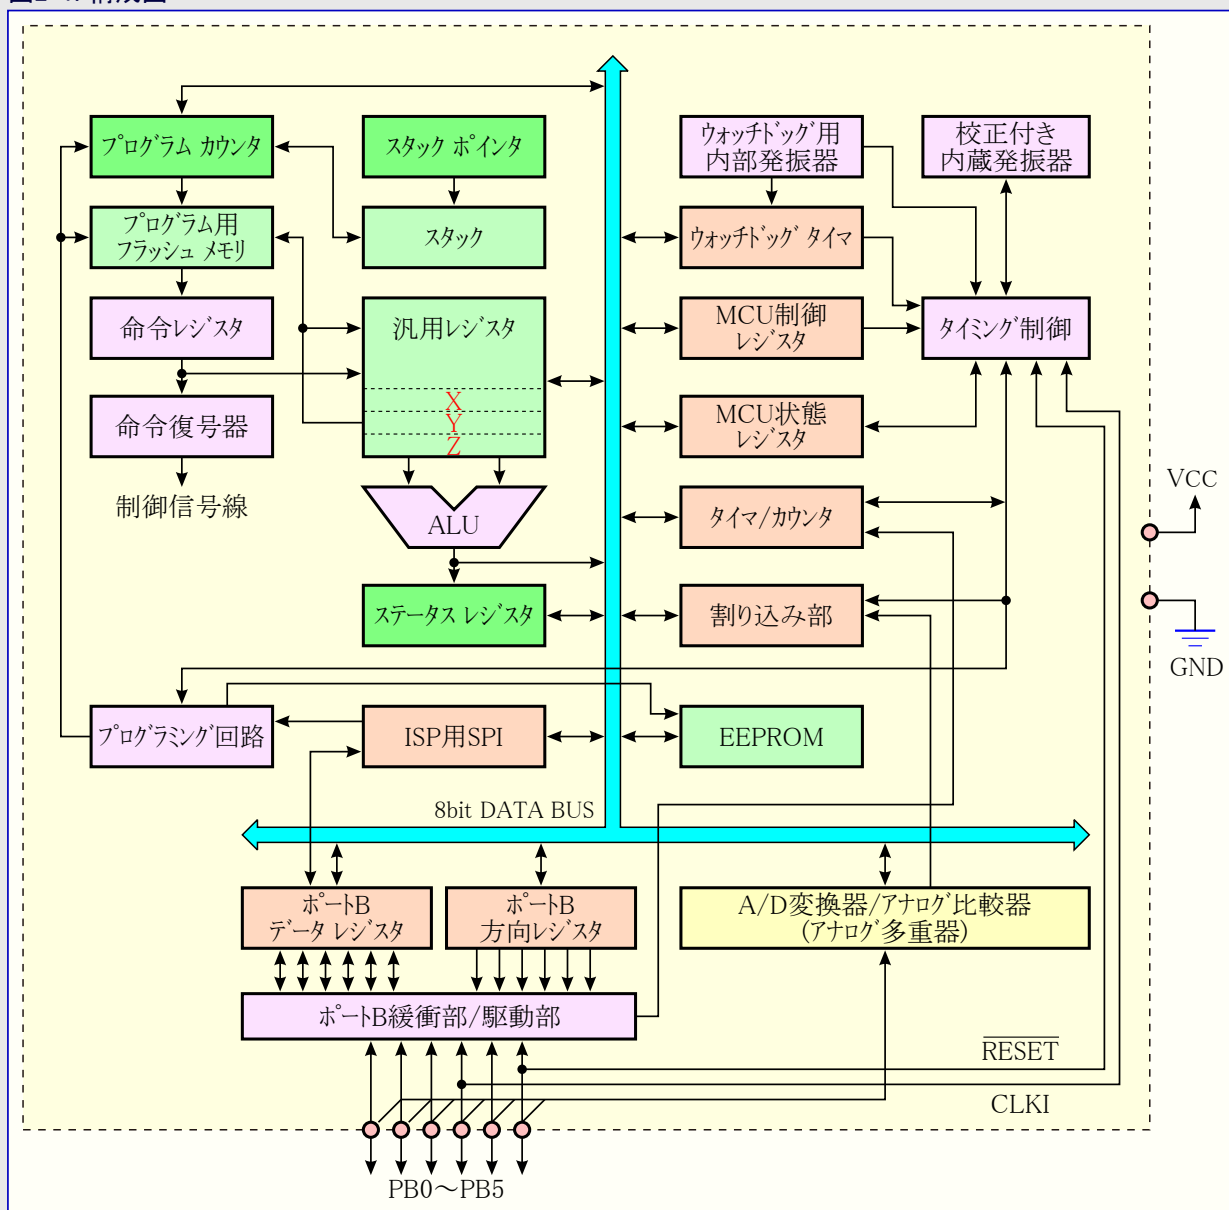 プログラム カウンタ
スタック ポインタ
ウォッチドッグ用
内部発振器
校正付き
内蔵発振器
プログラム用
フラッシュ メモリ
スタック
ウォッチドッグ タイマ
命令レジスタ
汎用レジスタ
X
Y
Z
MCU制御
レジスタ
タイミング制御
命令復号器
MCU状態
レジスタ
制御信号線
ALU
タイマ/カウンタ
VCC
ステータス レジスタ
割り込み部
GND
プログラミング回路
ISP用SPI
EEPROM
8bit DATA BUS
ポートB
データ レジスタ
ポートB
方向レジスタ
A/D変換器/アナログ比較器
(アナログ多重器)
ポートB緩衝部/駆動部
RESET
CLKI
PB0～PB5